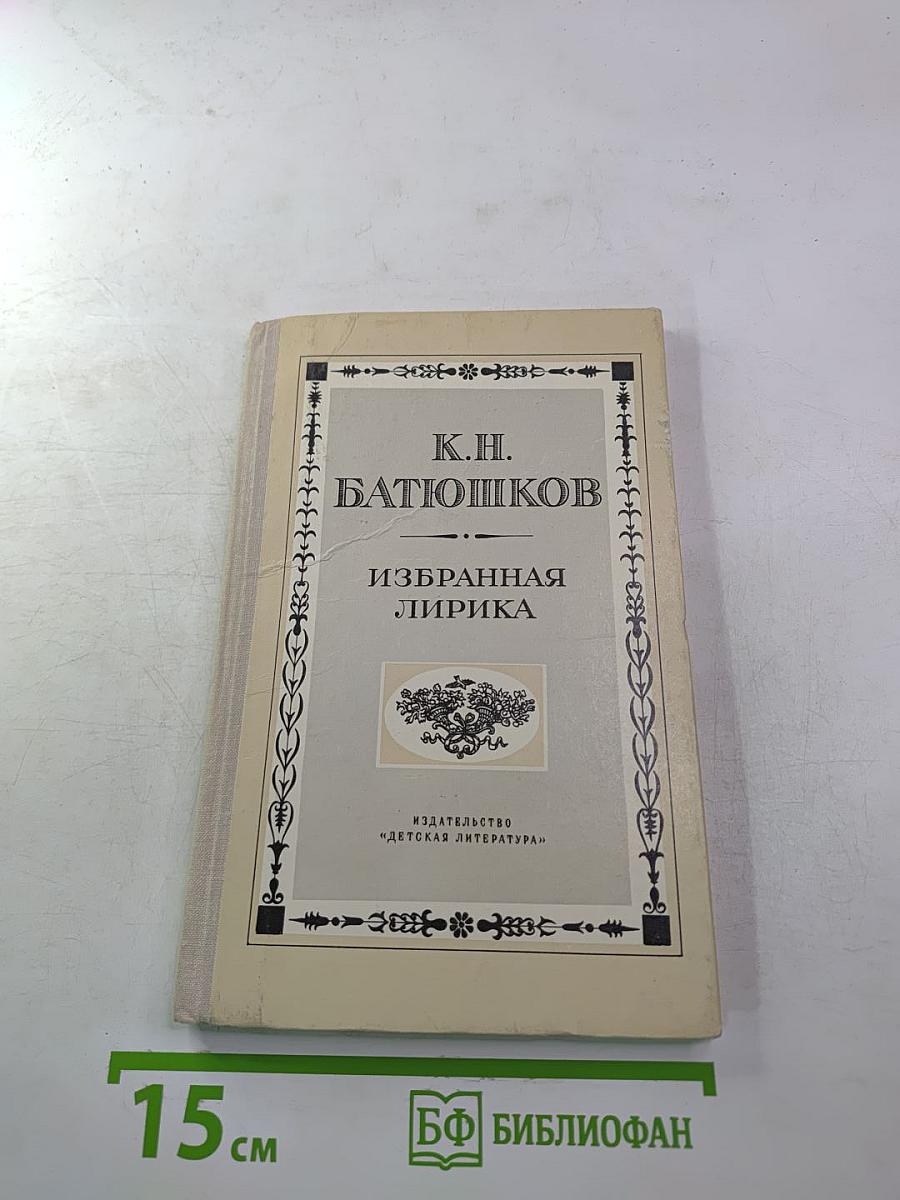 К.Н.
БАТЮШКОВ
ИЗБРАННАЯ
ЛИРИКА
ИЗДАТЕЛЬСТВО
«ДЕТСКАЯ ЛИТЕРАТУРА»
15 см
БФ БИБЛИОФАН